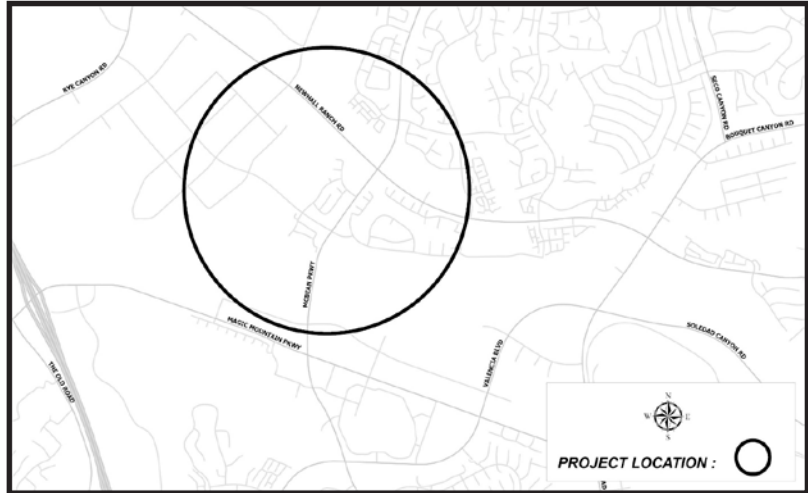 RYE CANYON RD
NEWHALL RANCH RD
SECO CANYON RD
BOUQUET CANYON RD
MCBEAN PKWY
MAGIC MOUNTAIN PKWY
THE OLD ROAD
VALENCIA BLVD
SOLEDAD CANYON RD
N
W E
S
PROJECT LOCATION :